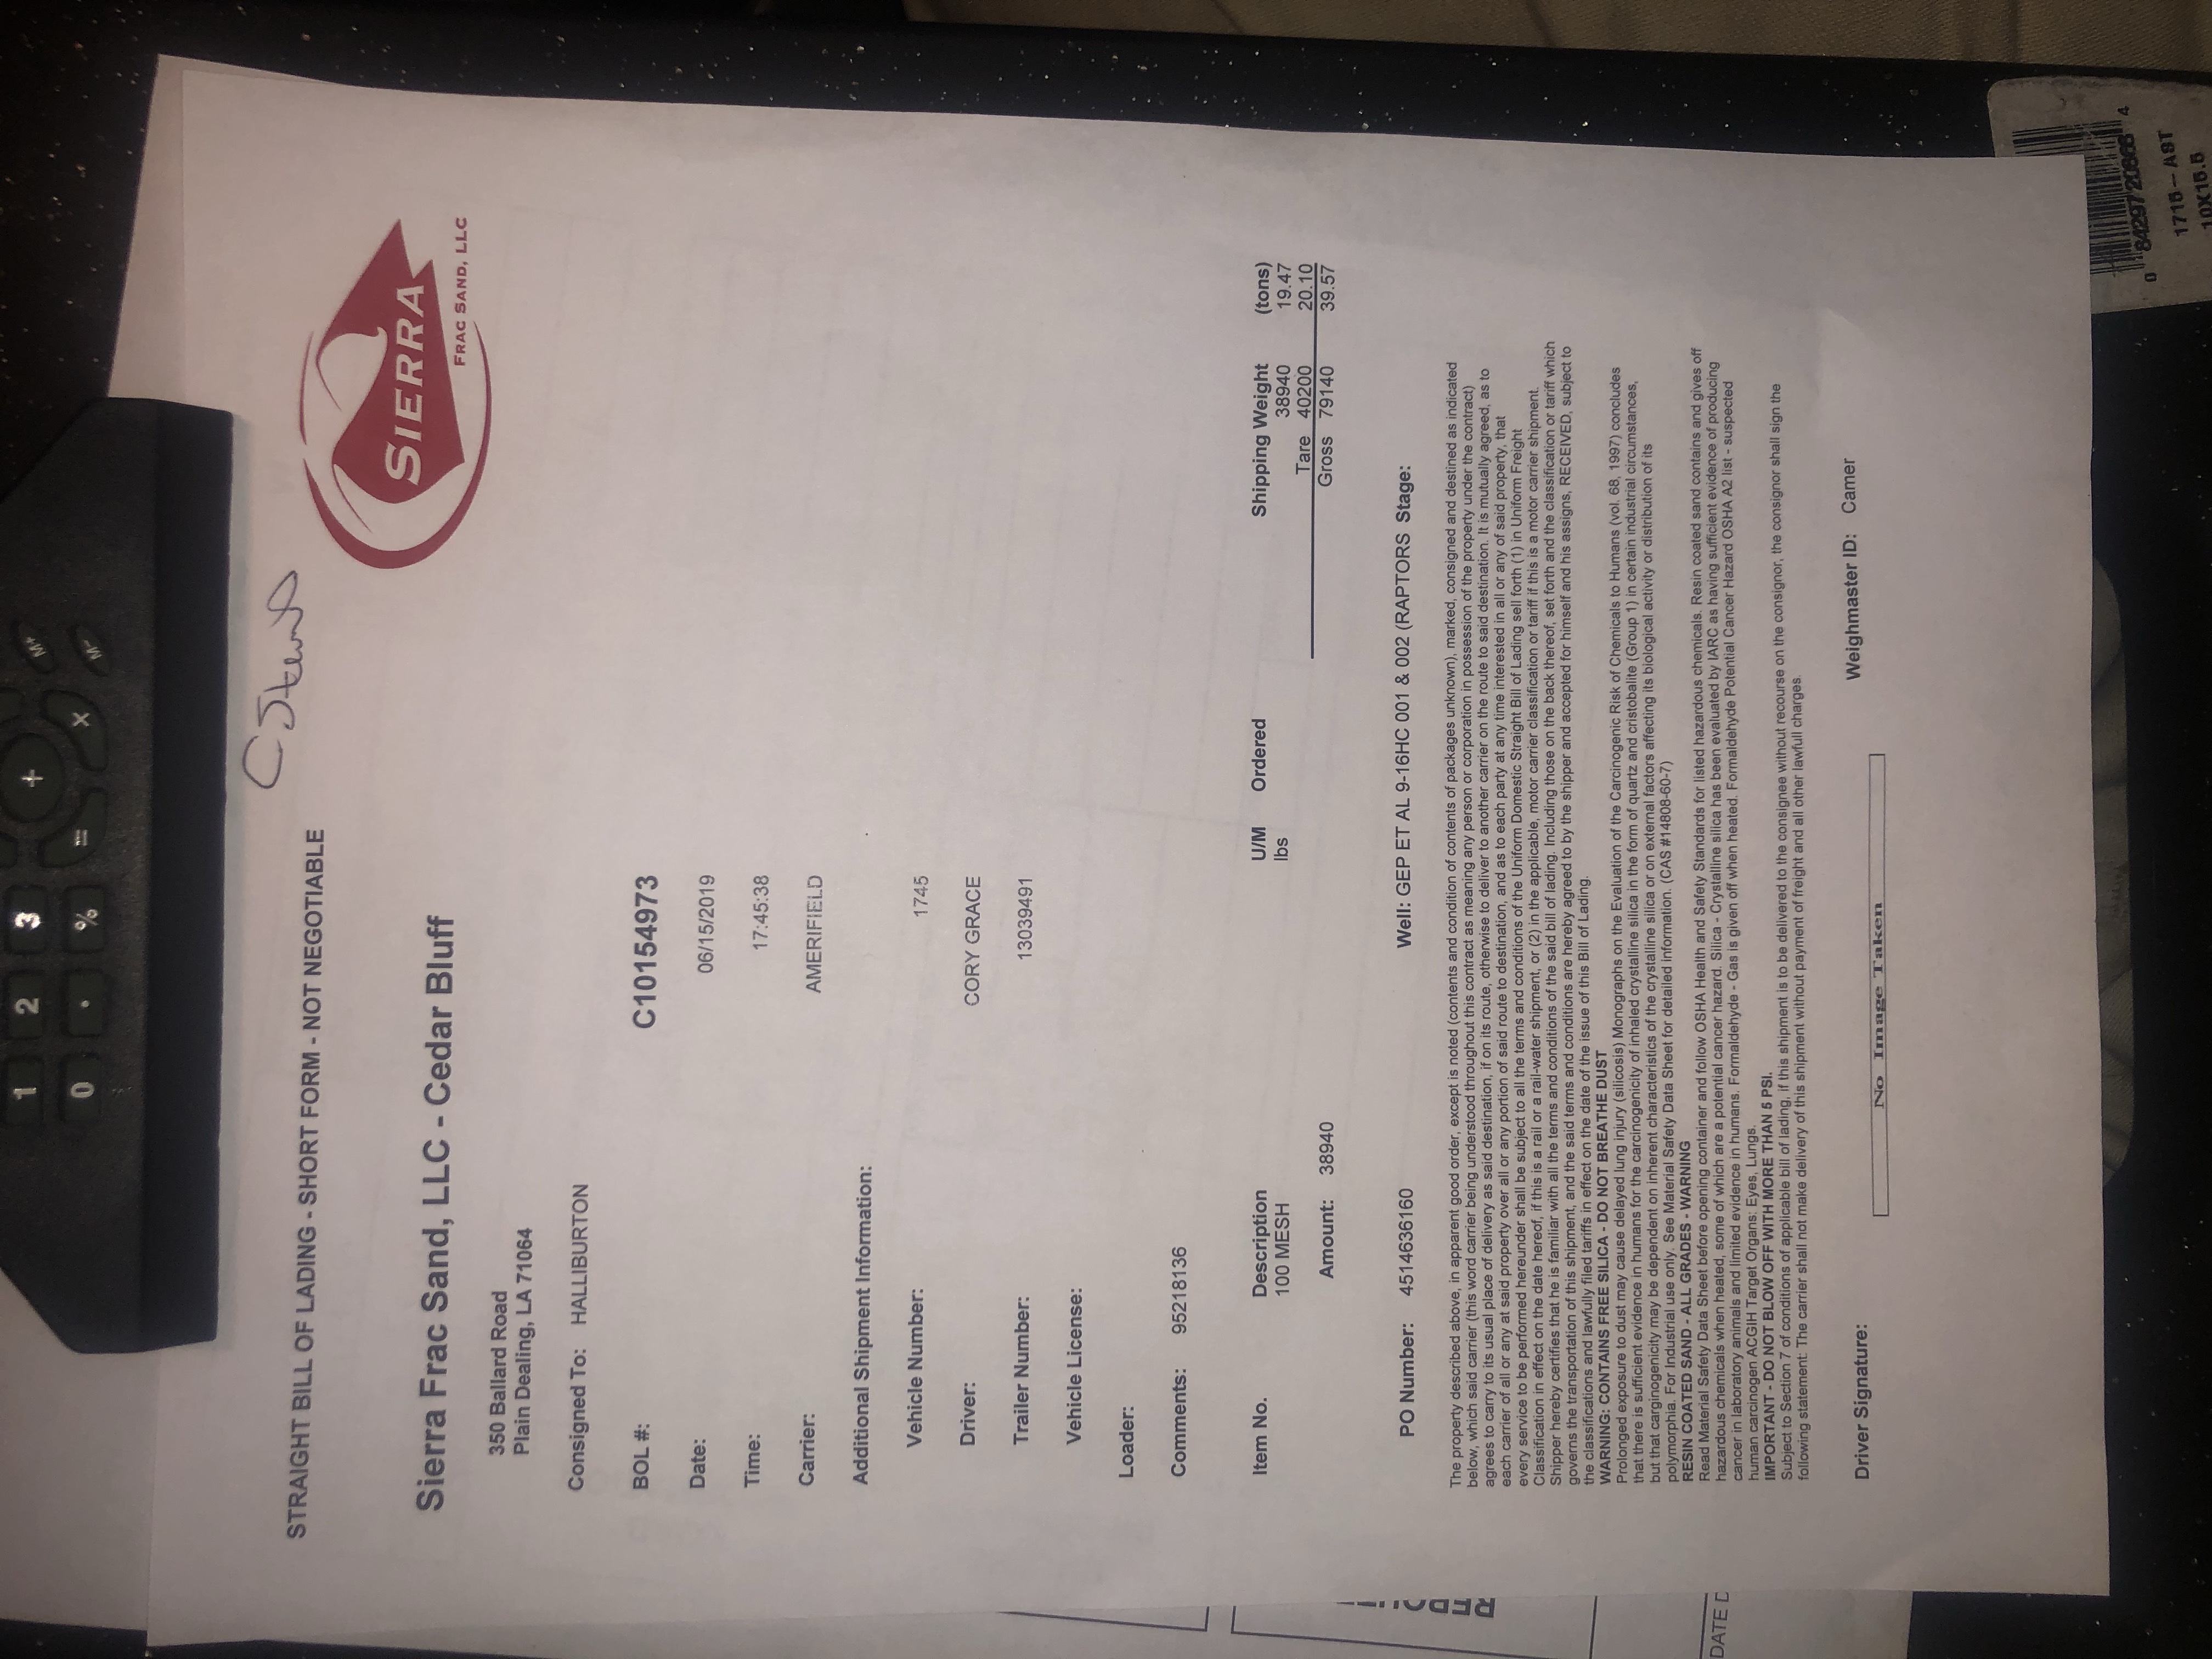 1 2 3 + M+
0 . % = × M-
STRAIGHT BILL OF LADING - SHORT FORM - NOT NEGOTIABLE
SIERRA
FRAC SAND, LLC
Sierra Frac Sand, LLC - Cedar Bluff
350 Ballard Road
Plain Dealing, LA 71064
Consigned To: HALLIBURTON
BOL #: C10154973
Date: 06/15/2019
Time: 17:45:38
Carrier: AMERIFIELD
Additional Shipment Information:
Vehicle Number: 1745
Driver: CORY GRACE
Trailer Number: 13039491
Vehicle License:
Loader:
Comments: 95218136
Item No. Description U/M Ordered Shipping Weight (tons)
100 MESH lbs 38940 19.47
Tare 40200 20.10
Amount: 38940 Gross 79140 39.57
PO Number: 4514636160 Well: GEP ET AL 9-16HC 001 & 002 (RAPTORS Stage:
The property described above, in apparent good order, except is noted (contents and condition of contents of packages unknown), marked, consigned and destined as indicated
below, which said carrier (this word carrier being understood throughout this contract as meaning any person or corporation in possession of the property under the contract)
agrees to carry to its usual place of delivery as said destination, if on its route, otherwise to deliver to another carrier on the route to said destination. It is mutually agreed, as to
each carrier of all or any at said property over all or any portion of said route to destination, and as to each party at any time interested in all or any of said property, that
every service to be performed hereunder shall be subject to all the terms and conditions of the Uniform Domestic Straight Bill of Lading sell forth (1) in Uniform Freight
Classification in effect on the date hereof, if this is a rail or a rail-water shipment, or (2) in the applicable, motor carrier classification or tariff if this is a motor carrier shipment.
Shipper hereby certifies that he is familiar with all the terms and conditions of the said bill of lading. Including those on the back thereof, set forth and the classification or tariff which
governs the transportation of this shipment, and the said terms and conditions are hereby agreed to by the shipper and accepted for himself and his assigns, RECEIVED, subject to
the classifications and lawfully filed tariffs in effect on the date of the issue of this Bill of Lading.
WARNING: CONTAINS FREE SILICA - DO NOT BREATHE DUST
Prolonged exposure to dust may cause delayed lung injury (silicosis) Monographs on the Evaluation of the Carcinogenic Risk of Chemicals to Humans (vol. 68, 1997) concludes
that there is sufficient evidence in humans for the carcinogenicity of inhaled crystalline silica in the form of quartz and cristobalite (Group 1) in certain industrial circumstances,
but that carginogenicity may be dependent on inherent characteristics of the crystalline silica or on external factors affecting its biological activity or distribution of its
polymorphia. For Industrial use only. See Material Safety Data Sheet for detailed information. (CAS #14808-60-7)
RESIN COATED SAND - ALL GRADES - WARNING
Read Material Safety Data Sheet before opening container and follow OSHA Health and Safety Standards for listed hazardous chemicals. Resin coated sand contains and gives off
hazardous chemicals when heated, some of which are a potential cancer hazard. Silica - Crystalline silica has been evaluated by IARC as having sufficient evidence of producing
cancer in laboratory animals and limited evidence in humans. Formaldehyde - Gas is given off when heated. Formaldehyde Potential Cancer Hazard OSHA A2 list - suspected
human carcinogen ACGIH Target Organs: Eyes, Lungs.
IMPORTANT - DO NOT BLOW OFF WITH MORE THAN 5 PSI.
Subject to Section 7 of conditions of applicable bill of lading, if this shipment is to be delivered to the consignee without recourse on the consignor, the consignor shall sign the
following statement: The carrier shall not make delivery of this shipment without payment of freight and all other lawfull charges.
Driver Signature: No Image Taken Weighmaster ID: Camer
DATE D
0 84297 20868 4
1716-AST
10X15.5